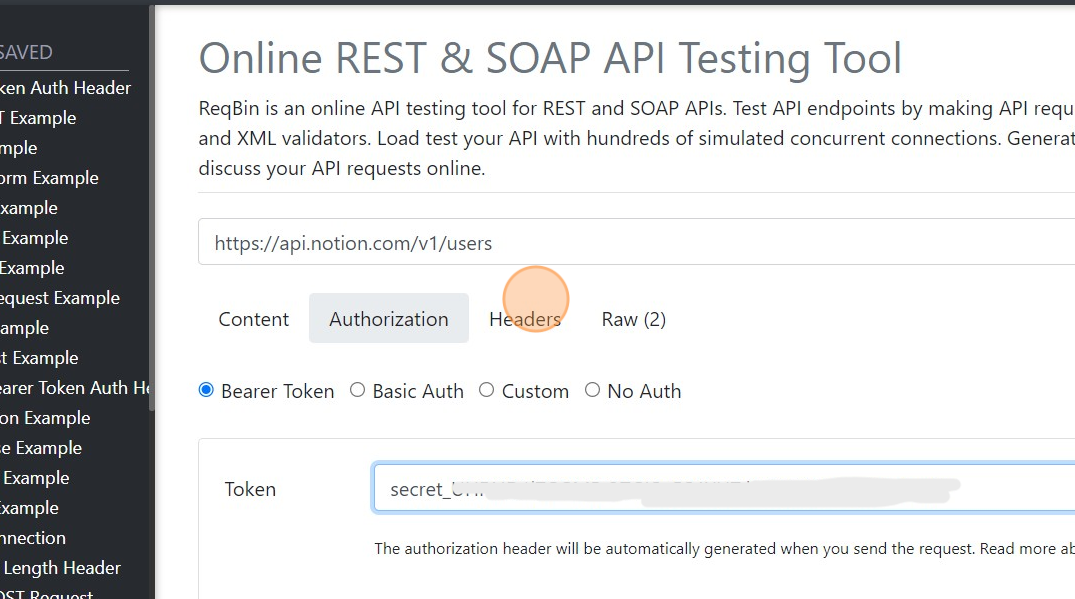 SAVED
ken Auth Header
T Example
mple
orm Example
xample
Example
Example
equest Example
ample
st Example
earer Token Auth He
on Example
se Example
Example
Example
nnection
Length Header
OST Request
Online REST & SOAP API Testing Tool
ReqBin is an online API testing tool for REST and SOAP APIs. Test API endpoints by making API requ
and XML validators. Load test your API with hundreds of simulated concurrent connections. Generat
discuss your API requests online.
https://api.notion.com/v1/users
Content Authorization Headers Raw (2)
Bearer Token Basic Auth Custom No Auth
Token secret_
The authorization header will be automatically generated when you send the request. Read more ab